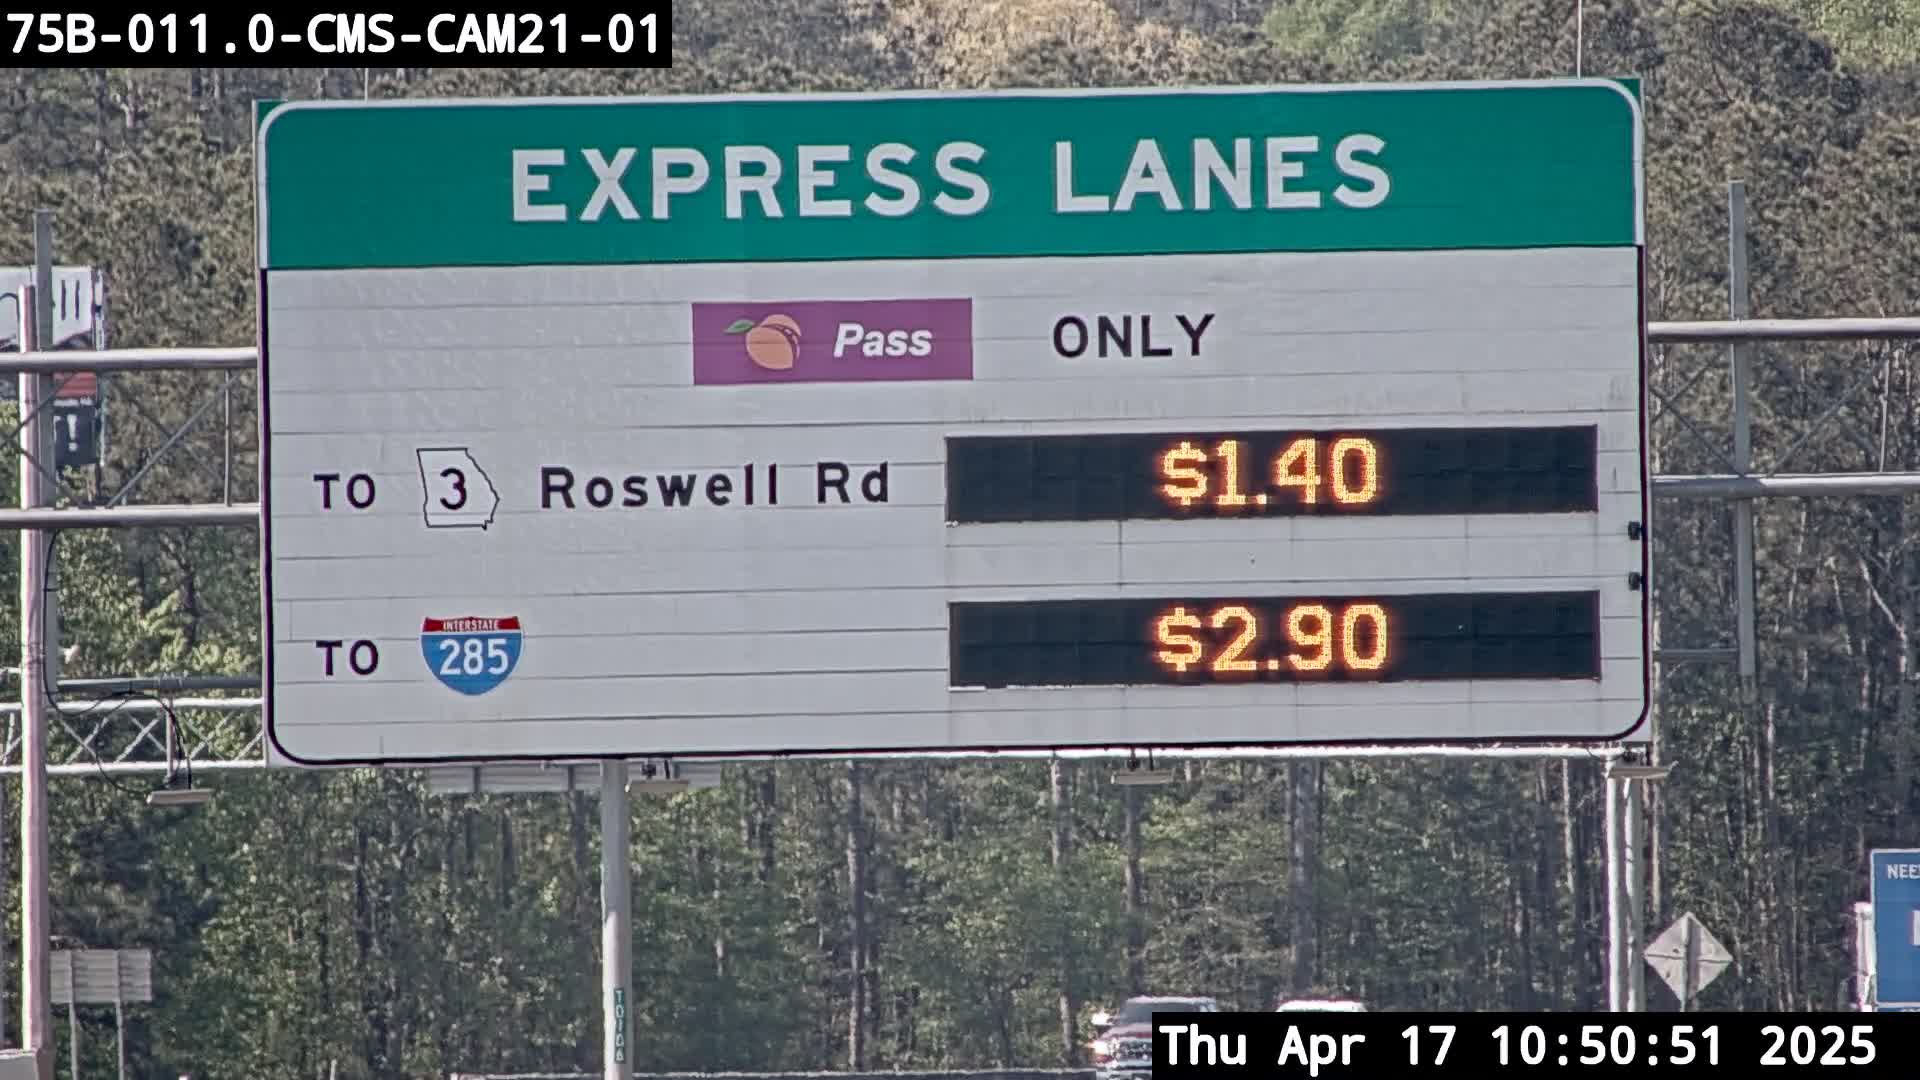 75B-011.0-CMS-CAM21-01
EXPRESS LANES
Pass ONLY
TO 3 Roswell Rd $1.40
INTERSTATE
TO 285 $2.90
Thu Apr 17 10:50:51 2025